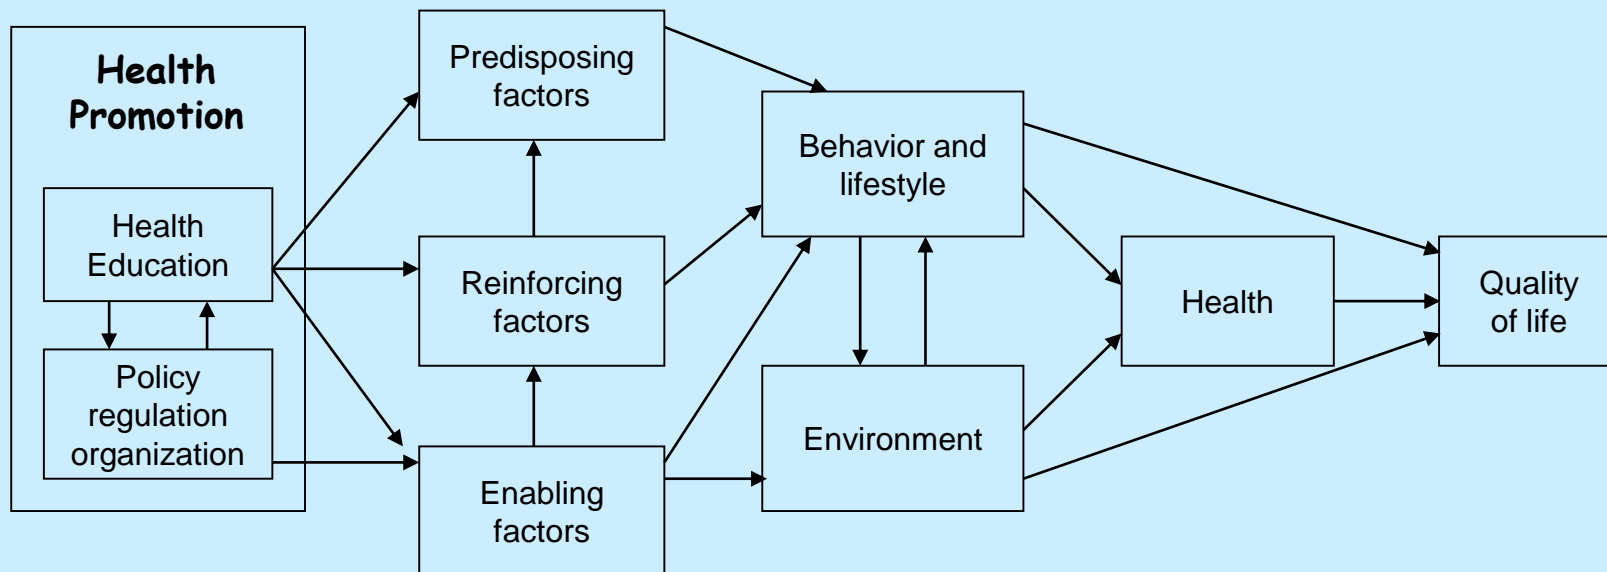 Health
Promotion
Health
Education
Policy
regulation
organization
Predisposing
factors
Reinforcing
factors
Enabling
factors
Behavior and
lifestyle
Environment
Health
Quality
of life